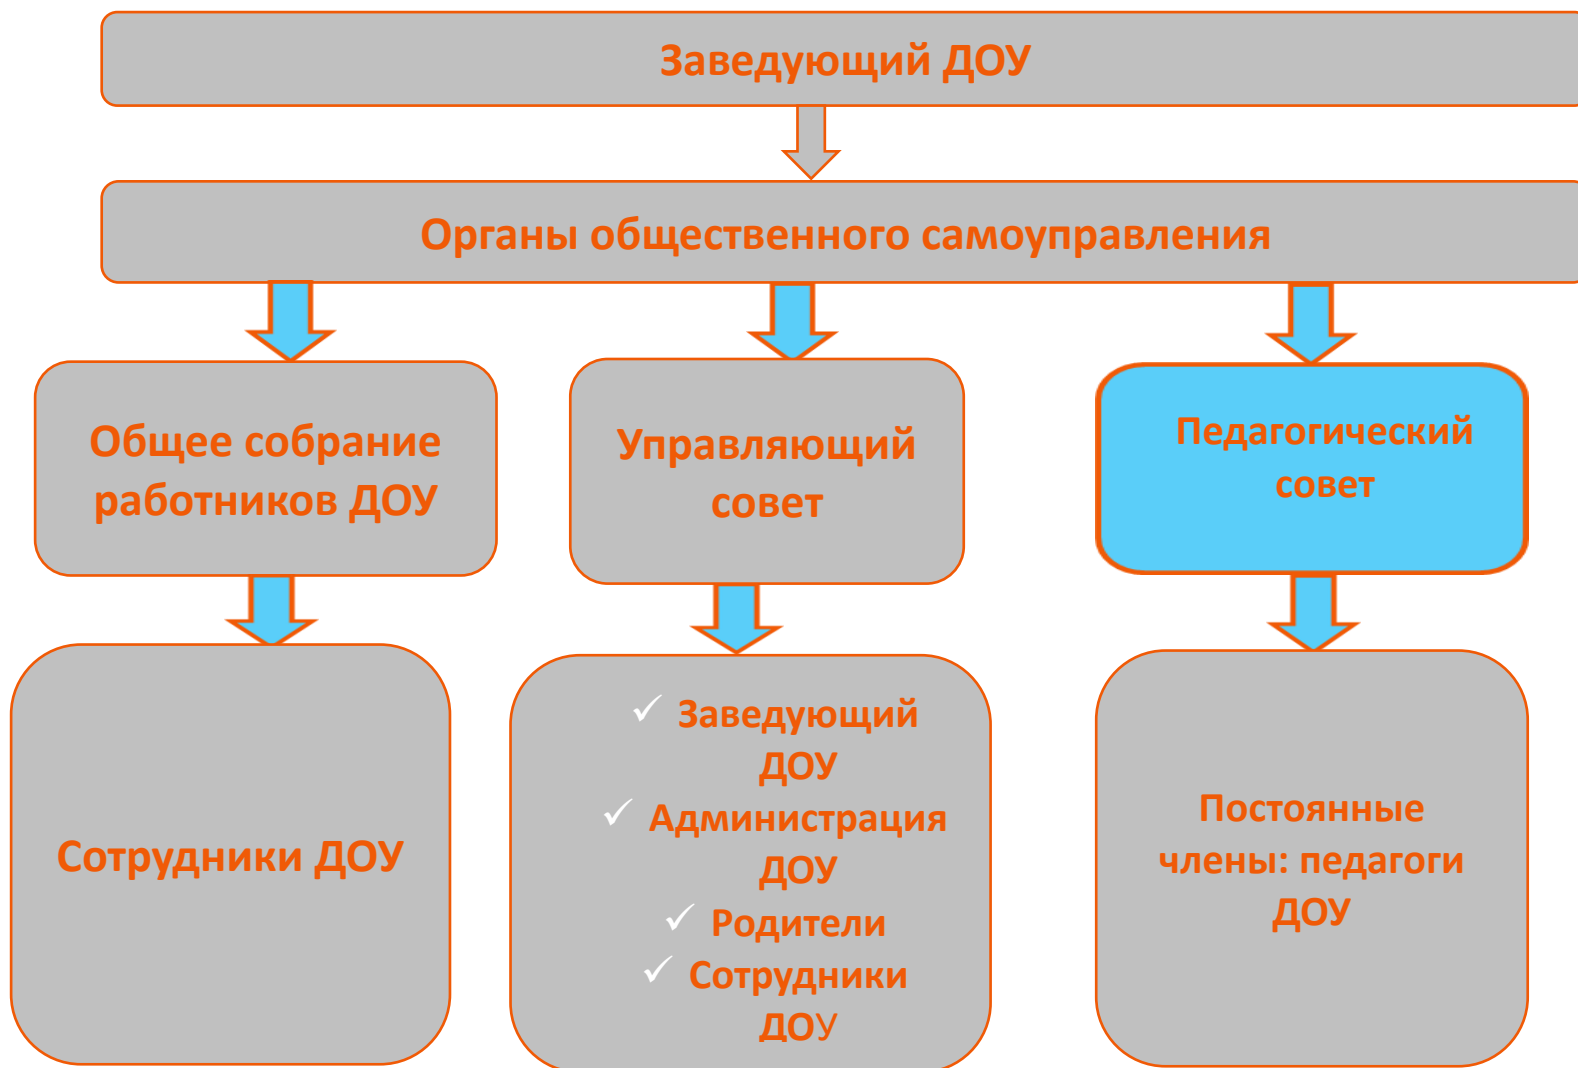 Заведующий ДОУ
Органы общественного самоуправления
Общее собрание
работников ДОУ
Управляющий
совет
Педагогический
совет
Сотрудники ДОУ
✓ Заведующий
ДОУ
✓ Администрация
ДОУ
✓ Родители
✓ Сотрудники
ДОУ
Постоянные
члены: педагоги
ДОУ